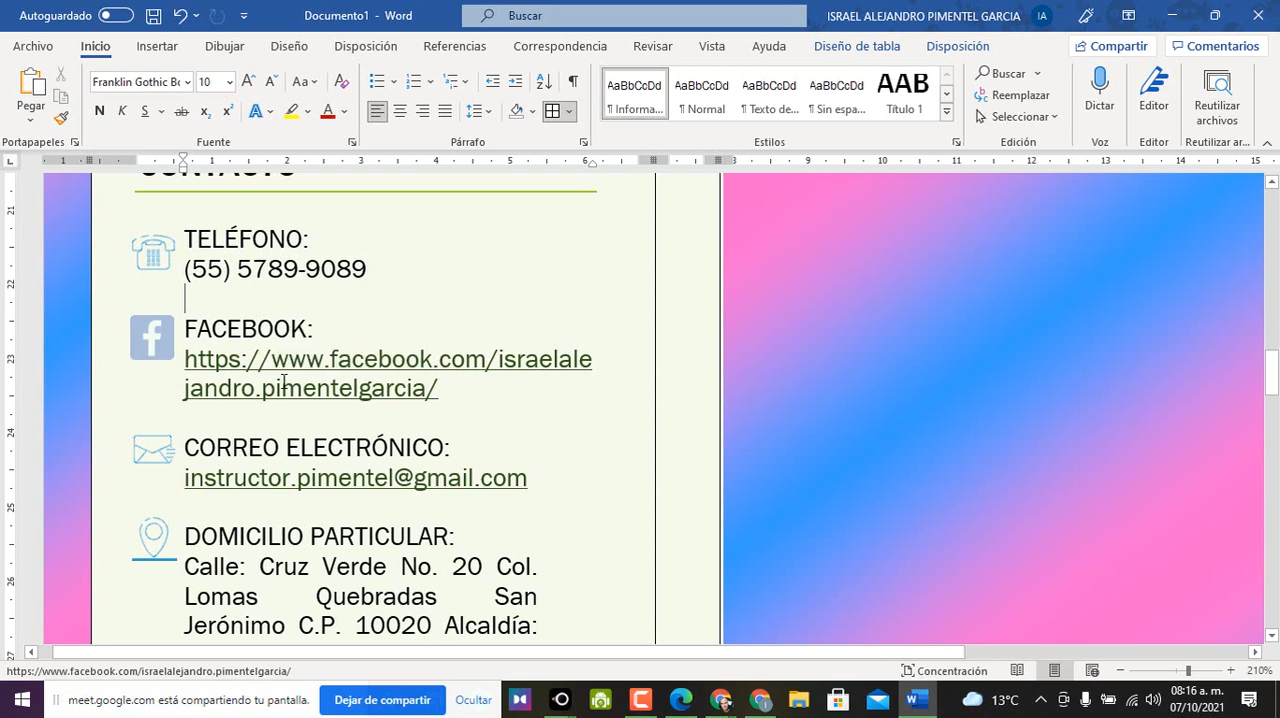 Autoguardado
Documento1 - Word
Buscar
ISRAEL ALEJANDRO PIMENTEL GARCIA
IA
Archivo Inicio Insertar Dibujar Diseño Disposición Referencias Correspondencia Revisar Vista Ayuda Diseño de tabla Disposición
Compartir
Comentarios
Pegar
Franklin Gothic Bo
10
N K S
AaBbCcDd AaBbCcDd AaBbCcDd AaBbCcDd AAB
¶ Informa... ¶ Normal ¶ Texto de... ¶ Sin espa... Título 1
Buscar
Reemplazar
Seleccionar
Dictar
Editor
Reutilizar archivos
Portapapeles Fuente Párrafo Estilos Edición Voz Editor Reutilizar ar...
CONTACTO
TELÉFONO:
(55) 5789-9089
FACEBOOK:
https://www.facebook.com/israelale
jandro.pimentelgarcia/
CORREO ELECTRÓNICO:
instructor.pimentel@gmail.com
DOMICILIO PARTICULAR:
Calle: Cruz Verde No. 20 Col.
Lomas Quebradas San
Jerónimo C.P. 10020 Alcaldía:
https://www.facebook.com/israelalejandro.pimentelgarcia/
Concentración
210%
meet.google.com está compartiendo tu pantalla.
Dejar de compartir
Ocultar
13°C
08:16 a. m.
07/10/2021